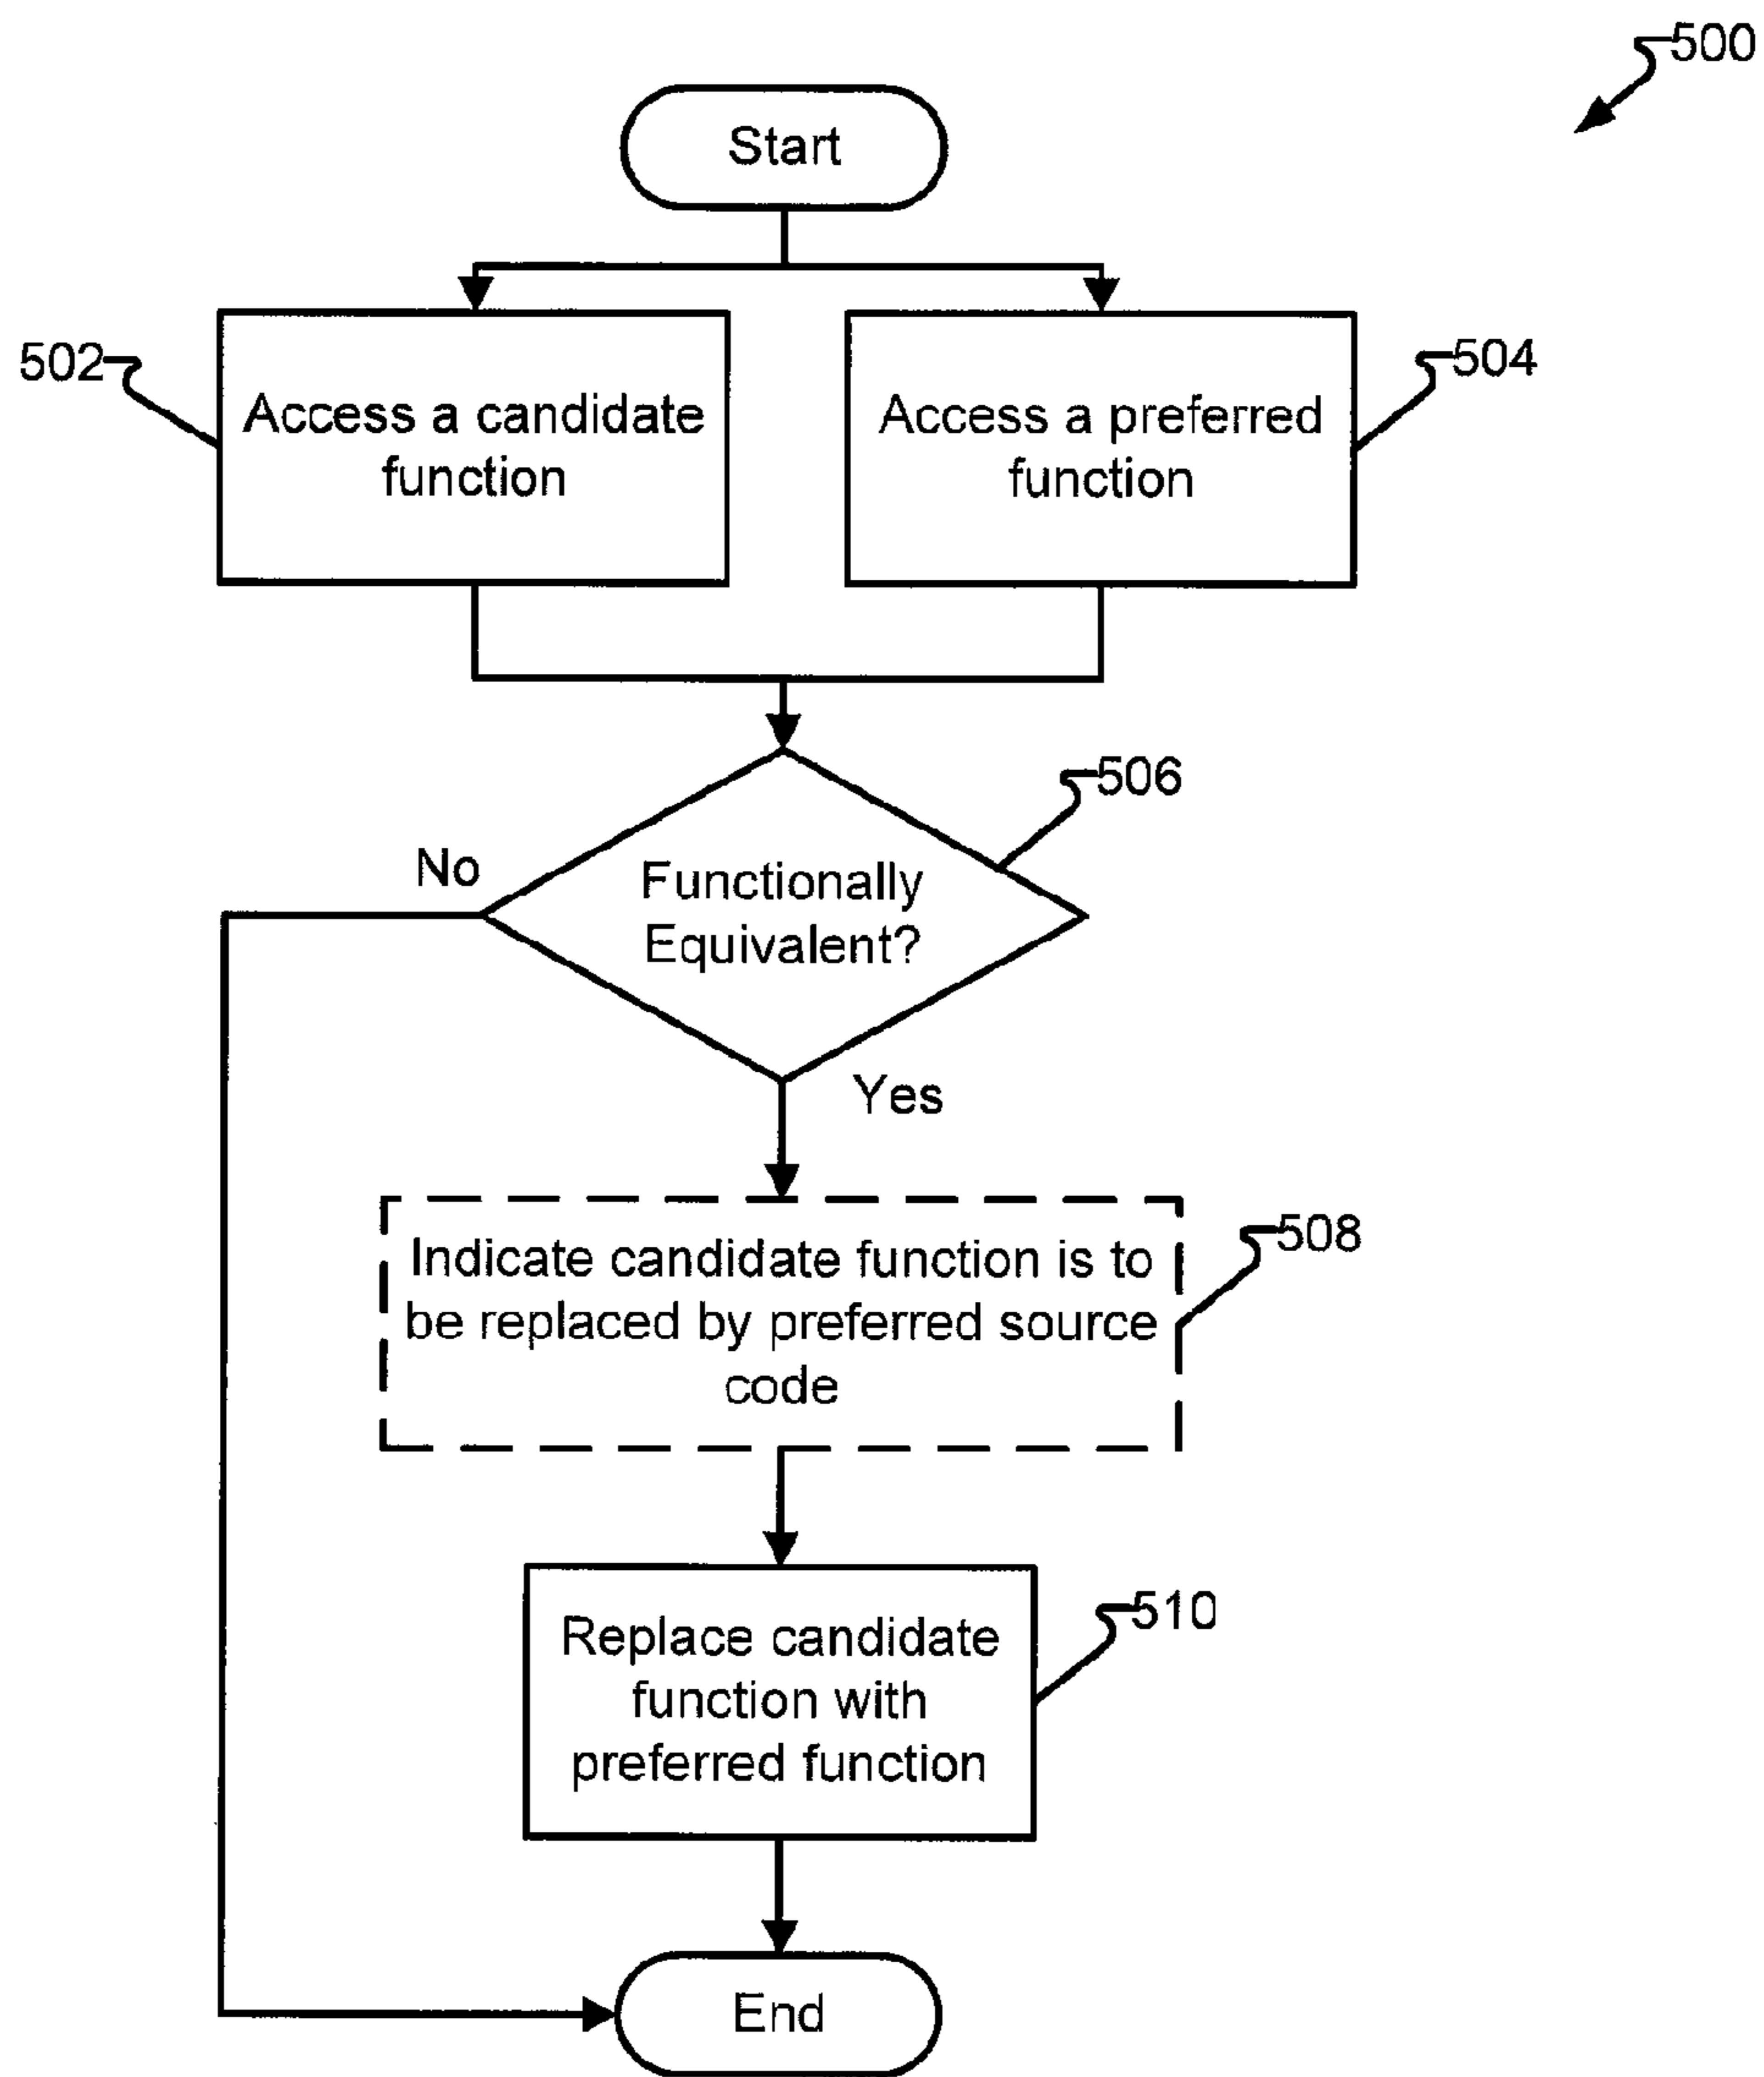 500
Start
502
Access a candidate
function
504
Access a preferred
function
506
No
Functionally
Equivalent?
Yes
508
Indicate candidate function is to
be replaced by preferred source
code
510
Replace candidate
function with
preferred function
End